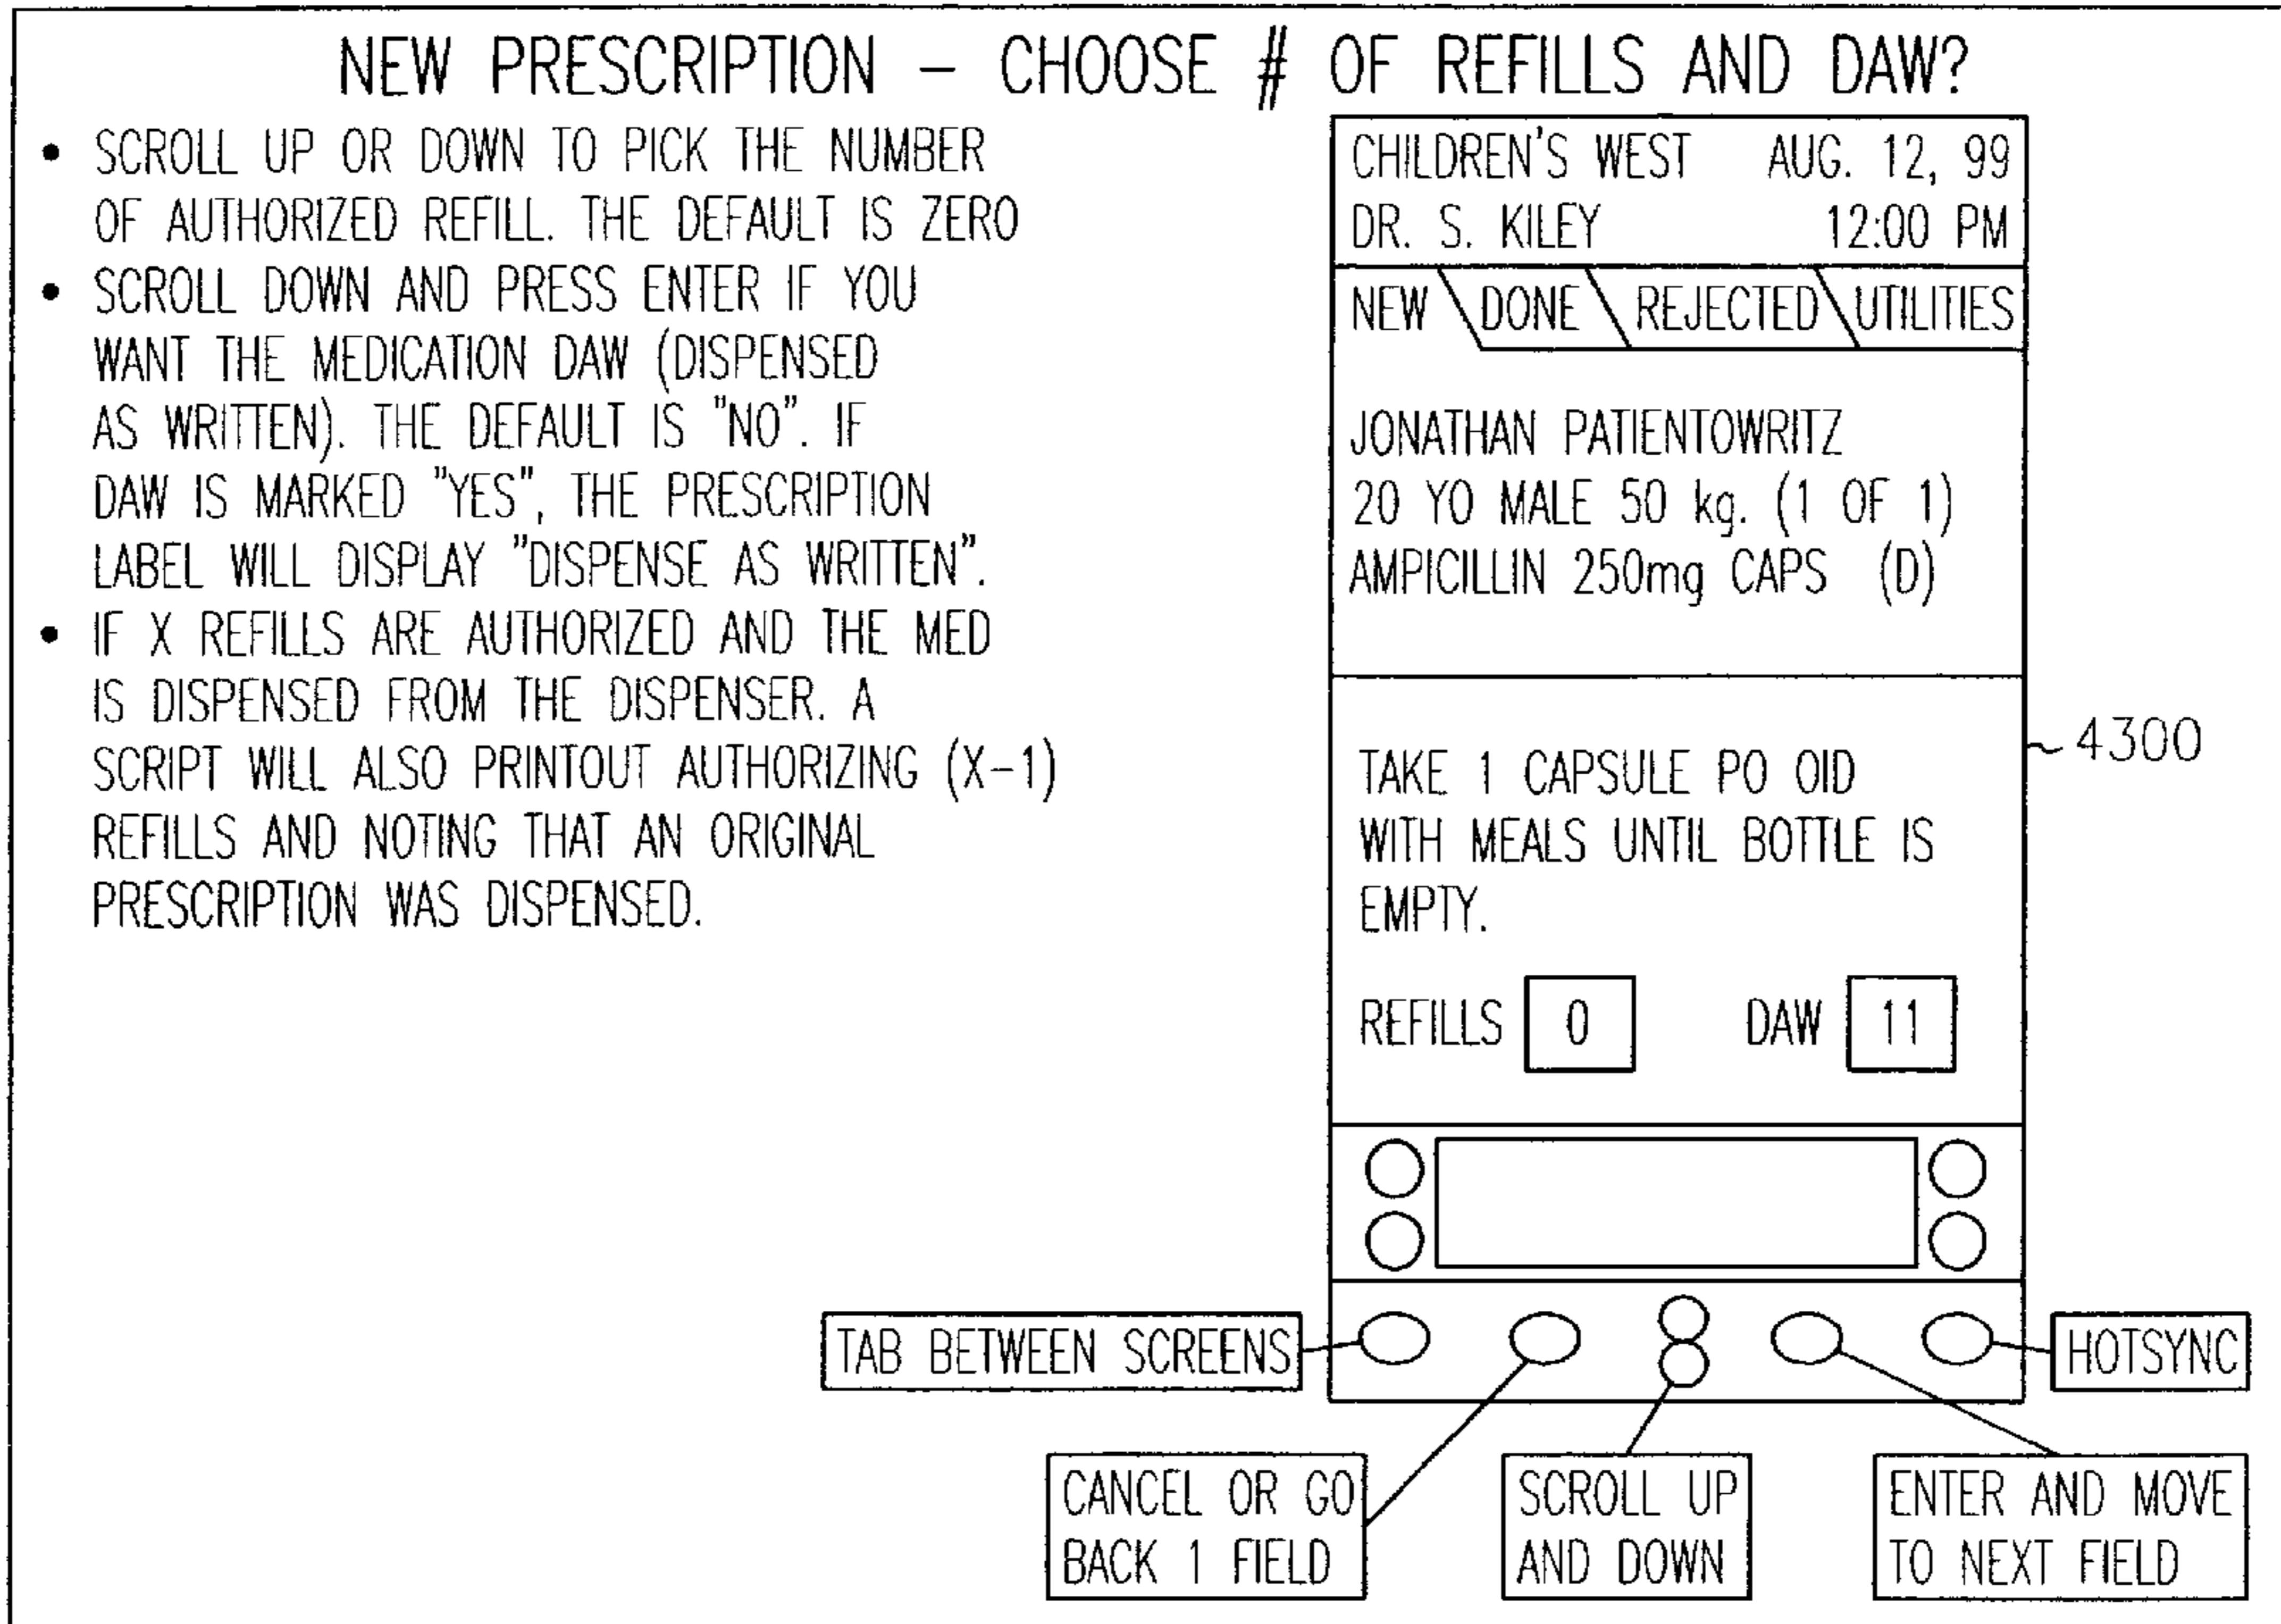 NEW PRESCRIPTION – CHOOSE # OF REFILLS AND DAW?
• SCROLL UP OR DOWN TO PICK THE NUMBER
OF AUTHORIZED REFILL. THE DEFAULT IS ZERO
• SCROLL DOWN AND PRESS ENTER IF YOU
WANT THE MEDICATION DAW (DISPENSED
AS WRITTEN). THE DEFAULT IS "NO". IF
DAW IS MARKED "YES", THE PRESCRIPTION
LABEL WILL DISPLAY "DISPENSE AS WRITTEN".
• IF X REFILLS ARE AUTHORIZED AND THE MED
IS DISPENSED FROM THE DISPENSER. A
SCRIPT WILL ALSO PRINTOUT AUTHORIZING (X–1)
REFILLS AND NOTING THAT AN ORIGINAL
PRESCRIPTION WAS DISPENSED.
CHILDREN'S WEST AUG. 12, 99
DR. S. KILEY 12:00 PM
NEW DONE REJECTED UTILITIES
JONATHAN PATIENTOWRITZ
20 YO MALE 50 kg. (1 OF 1)
AMPICILLIN 250mg CAPS (D)
TAKE 1 CAPSULE PO OID
WITH MEALS UNTIL BOTTLE IS
EMPTY.
REFILLS 0 DAW 11
4300
TAB BETWEEN SCREENS
HOTSYNC
CANCEL OR GO
BACK 1 FIELD
SCROLL UP
AND DOWN
ENTER AND MOVE
TO NEXT FIELD